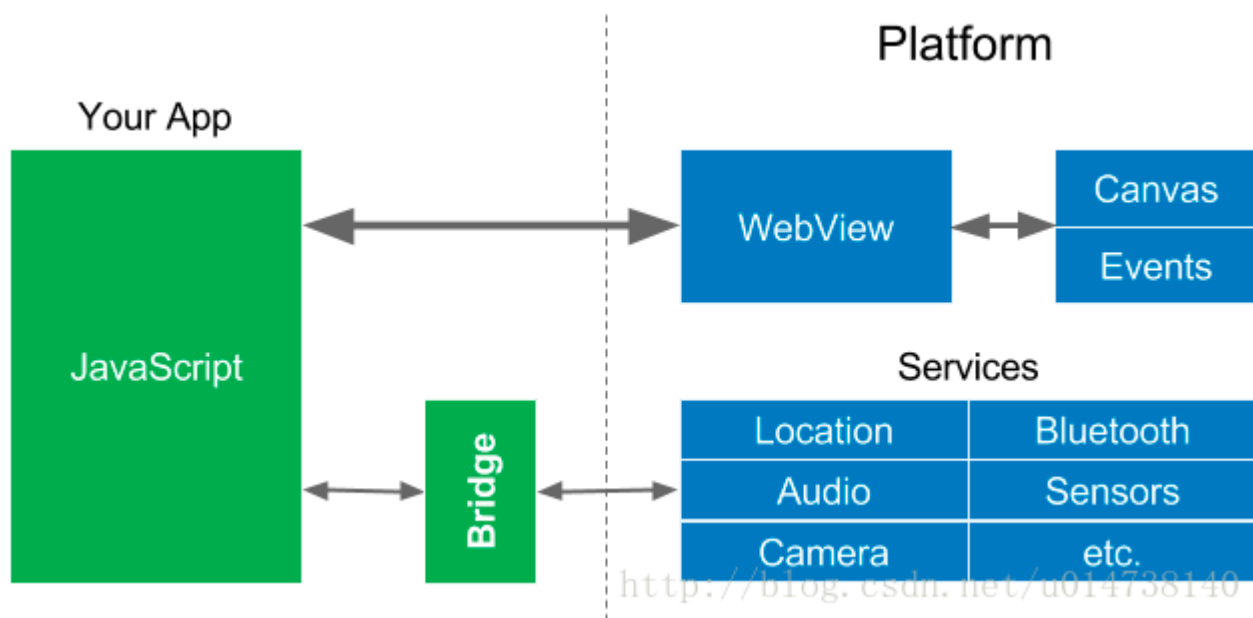 Platform
Your App
JavaScript
Bridge
WebView
Canvas
Events
Services
Location
Bluetooth
Audio
Sensors
Camera
etc.
http://blog.csdn.net/u014738140